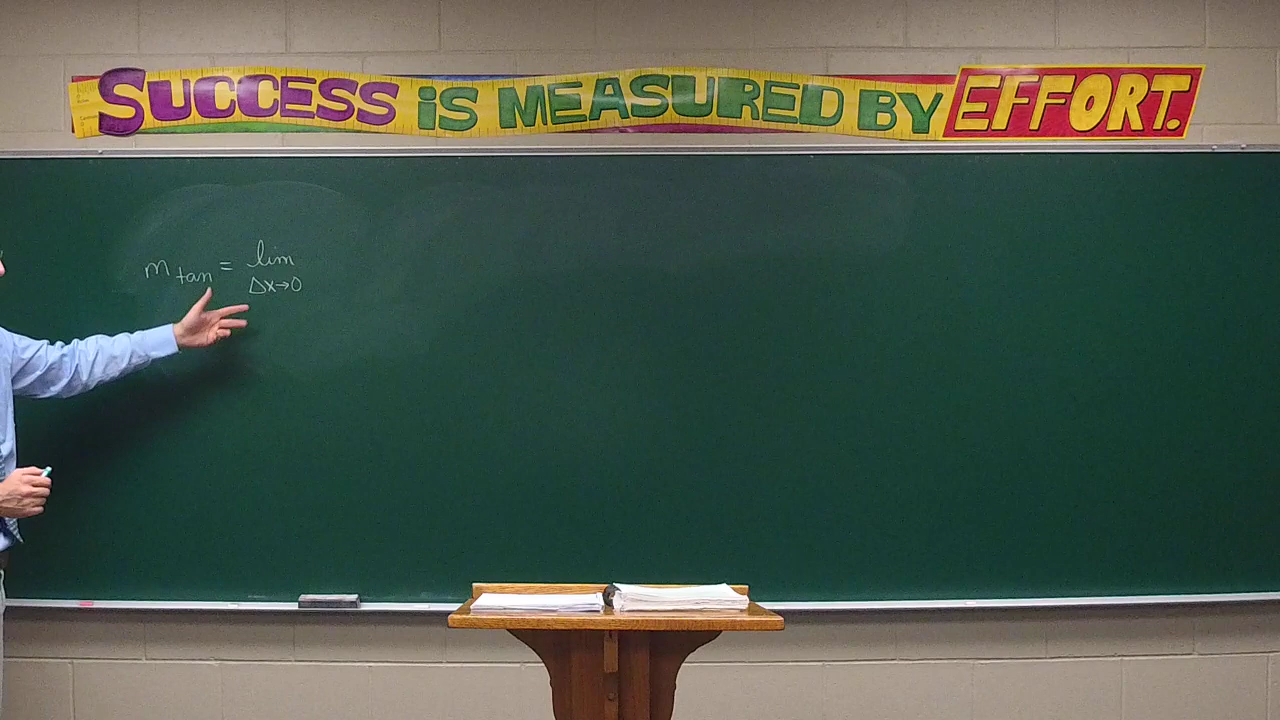 SUCCESS iS MEASURED BY EFFORT.
m tan = lim
Δx→0